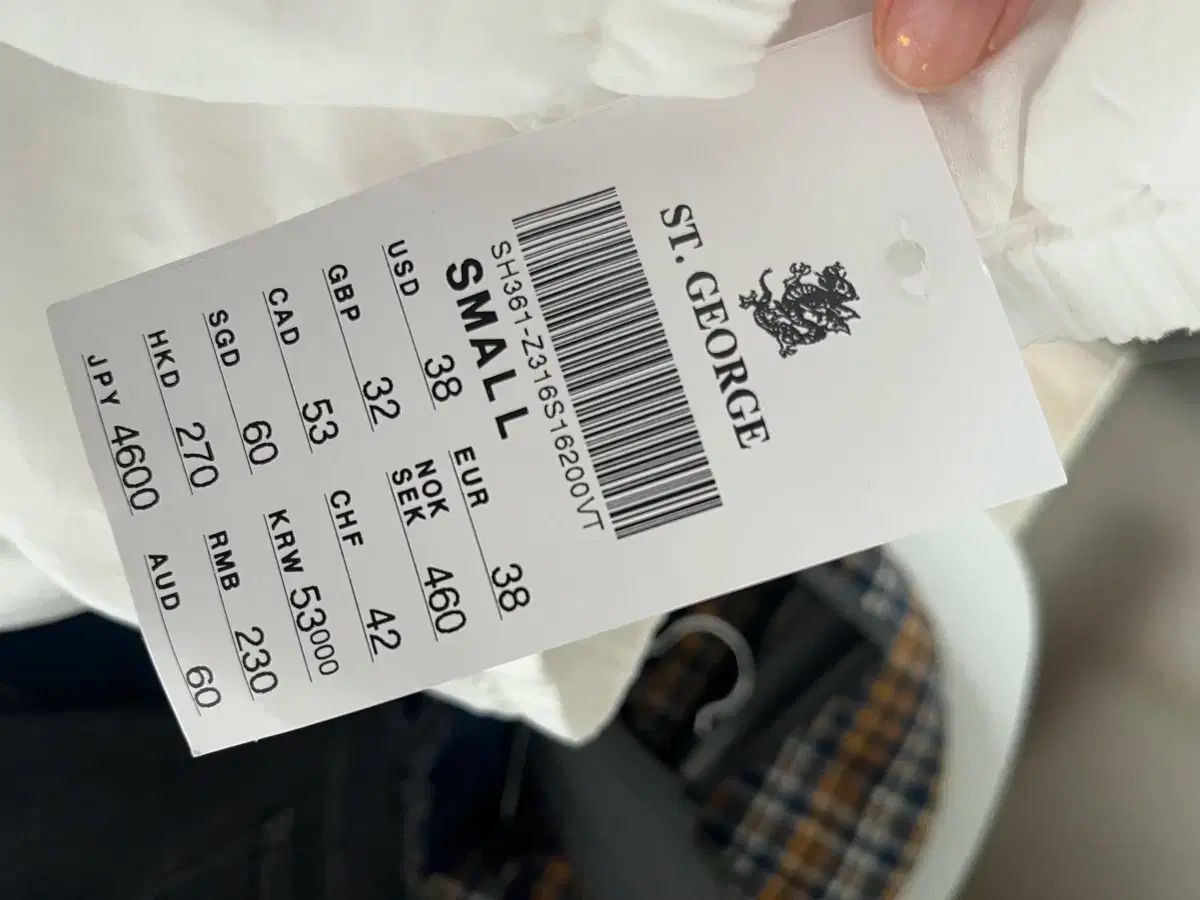 ST. GEORGE
SH361-Z316S16200VT
SMALL
USD 38 EUR 38
GBP 32 NOK SEK 460
CAD 53 CHF 42
SGD 60 KRW 53000
HKD 270 RMB 230
JPY 4600 AUD 60